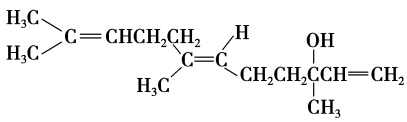 H₃C
C=CHCH₂CH₂ H
H₃C C=C OH
H₃C CH₂CH₂CCH=CH₂
CH₃